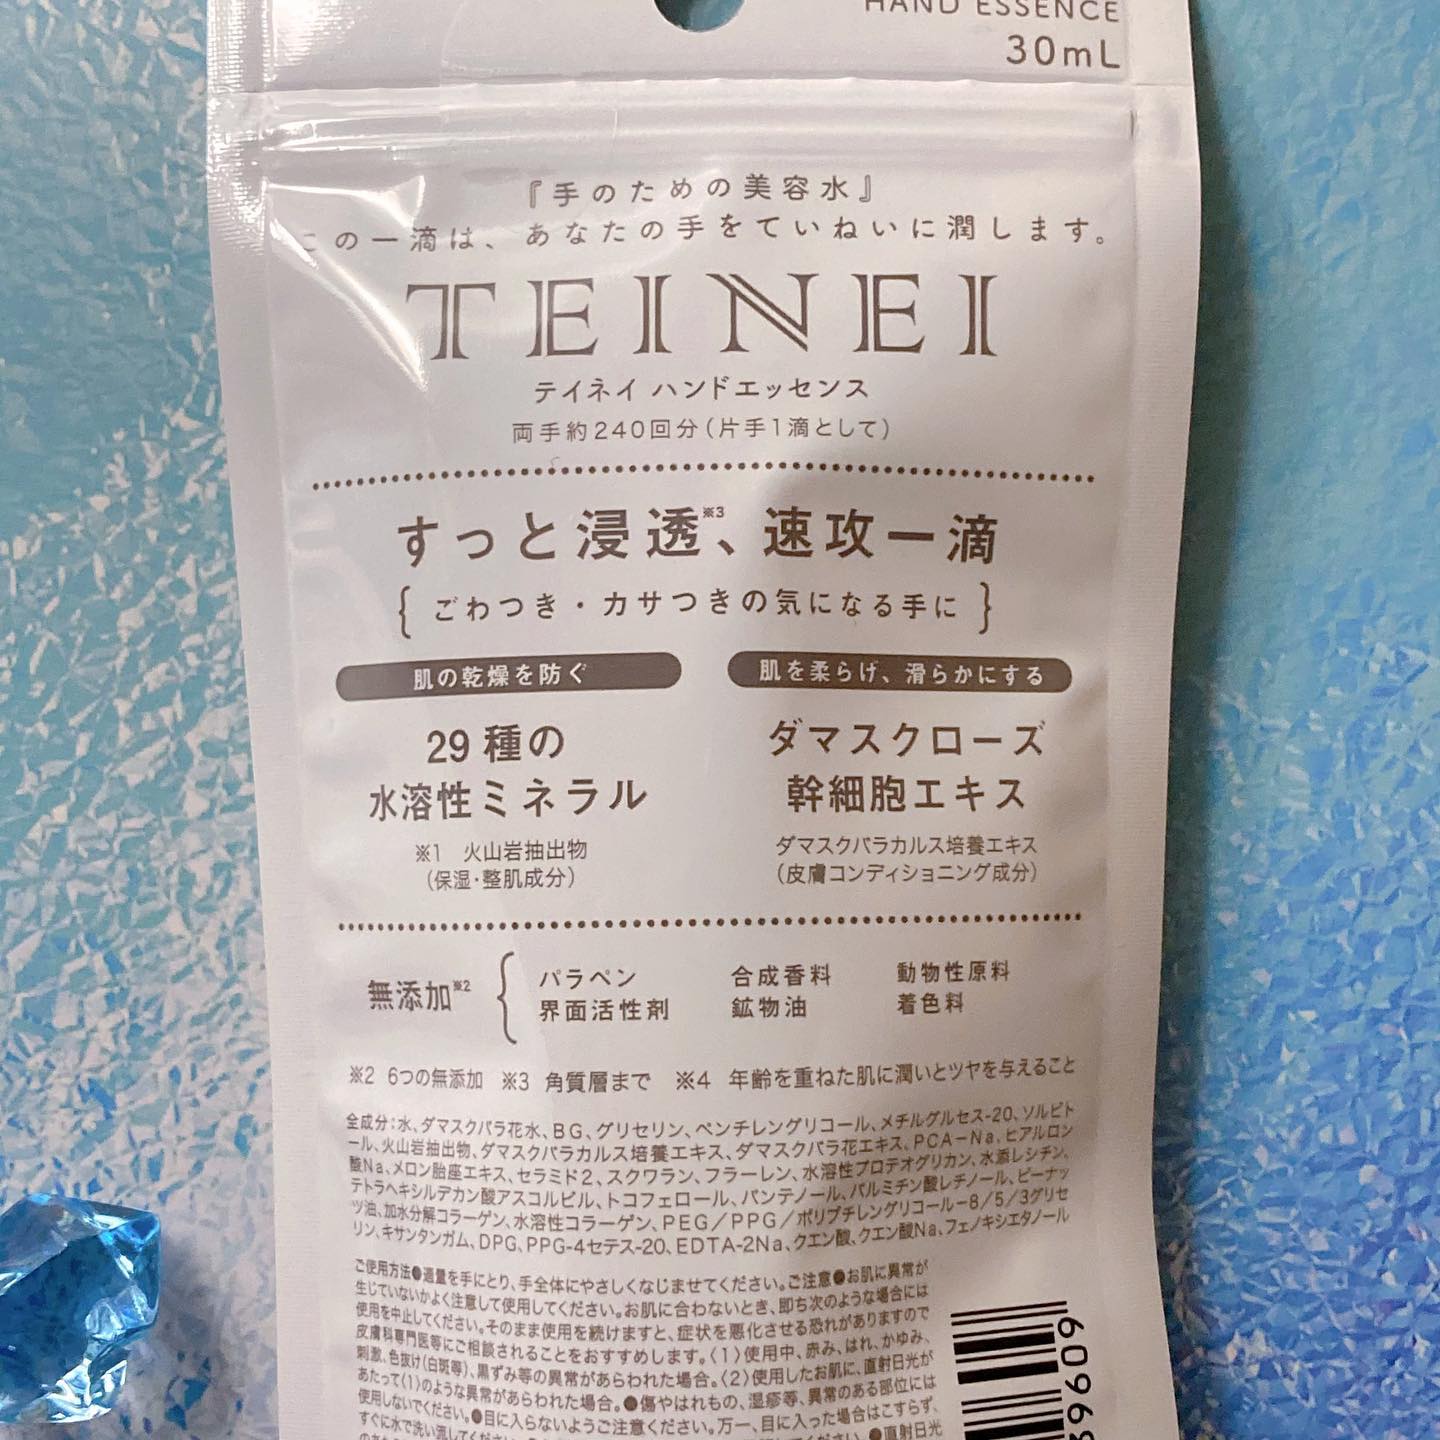 HAND ESSENCE
30mL
『手のための美容水』
この一滴は、あなたの手をていねいに潤します。
TEINEI
テイネイ ハンドエッセンス
両手約240回分(片手1滴として)
すっと浸透※3、速攻一滴
{ ごわつき・カサつきの気になる手に }
肌の乾燥を防ぐ
29種の
水溶性ミネラル
※1 火山岩抽出物
(保湿・整肌成分)
肌を柔らげ、滑らかにする
ダマスクローズ
幹細胞エキス
ダマスクバラカルス培養エキス
(皮膚コンディショニング成分)
無添加※2
パラベン 合成香料 動物性原料
界面活性剤 鉱物油 着色料
※2 6つの無添加 ※3 角質層まで ※4 年齢を重ねた肌に潤いとツヤを与えること
全成分:水、ダマスクバラ花水、BG、グリセリン、ペンチレングリコール、メチルグルセス-20、ソルビト
ール、火山岩抽出物、ダマスクバラカルス培養エキス、ダマスクバラ花エキス、PCA-Na、ヒアルロン
酸Na、メロン胎座エキス、セラミド2、スクワラン、フラーレン、水溶性プロテオグリカン、水添レシチン、
テトラヘキシルデカン酸アスコルビル、トコフェロール、パンテノール、パルミチン酸レチノール、ピーナッ
ツ油、加水分解コラーゲン、水溶性コラーゲン、PEG/PPG/ポリブチレングリコール-8/5/3グリセ
リン、キサンタンガム、DPG、PPG-4セテス-20、EDTA-2Na、クエン酸、クエン酸Na、フェノキシエタノール
ご使用方法●適量を手にとり、手全体にやさしくなじませてください。ご注意●お肌に異常が
生じていないかよく注意して使用してください。お肌に合わないとき、即ち次のような場合には
使用を中止してください。そのまま使用を続けますと、症状を悪化させる恐れがありますので
皮膚科専門医等にご相談されることをおすすめします。(1)使用中、赤み、はれ、かゆみ、
刺激、色抜け(白斑等)、黒ずみ等の異常があらわれた場合。(2)使用したお肌に、直射日光が
あたって(1)のような異常があらわれた場合。●傷やはれもの、湿疹等、異常のある部位には
使用しないでください。●目に入らないようご注意ください。万一、目に入った場合はこすらず、
すぐに水で洗い流してください。 ●直射日光